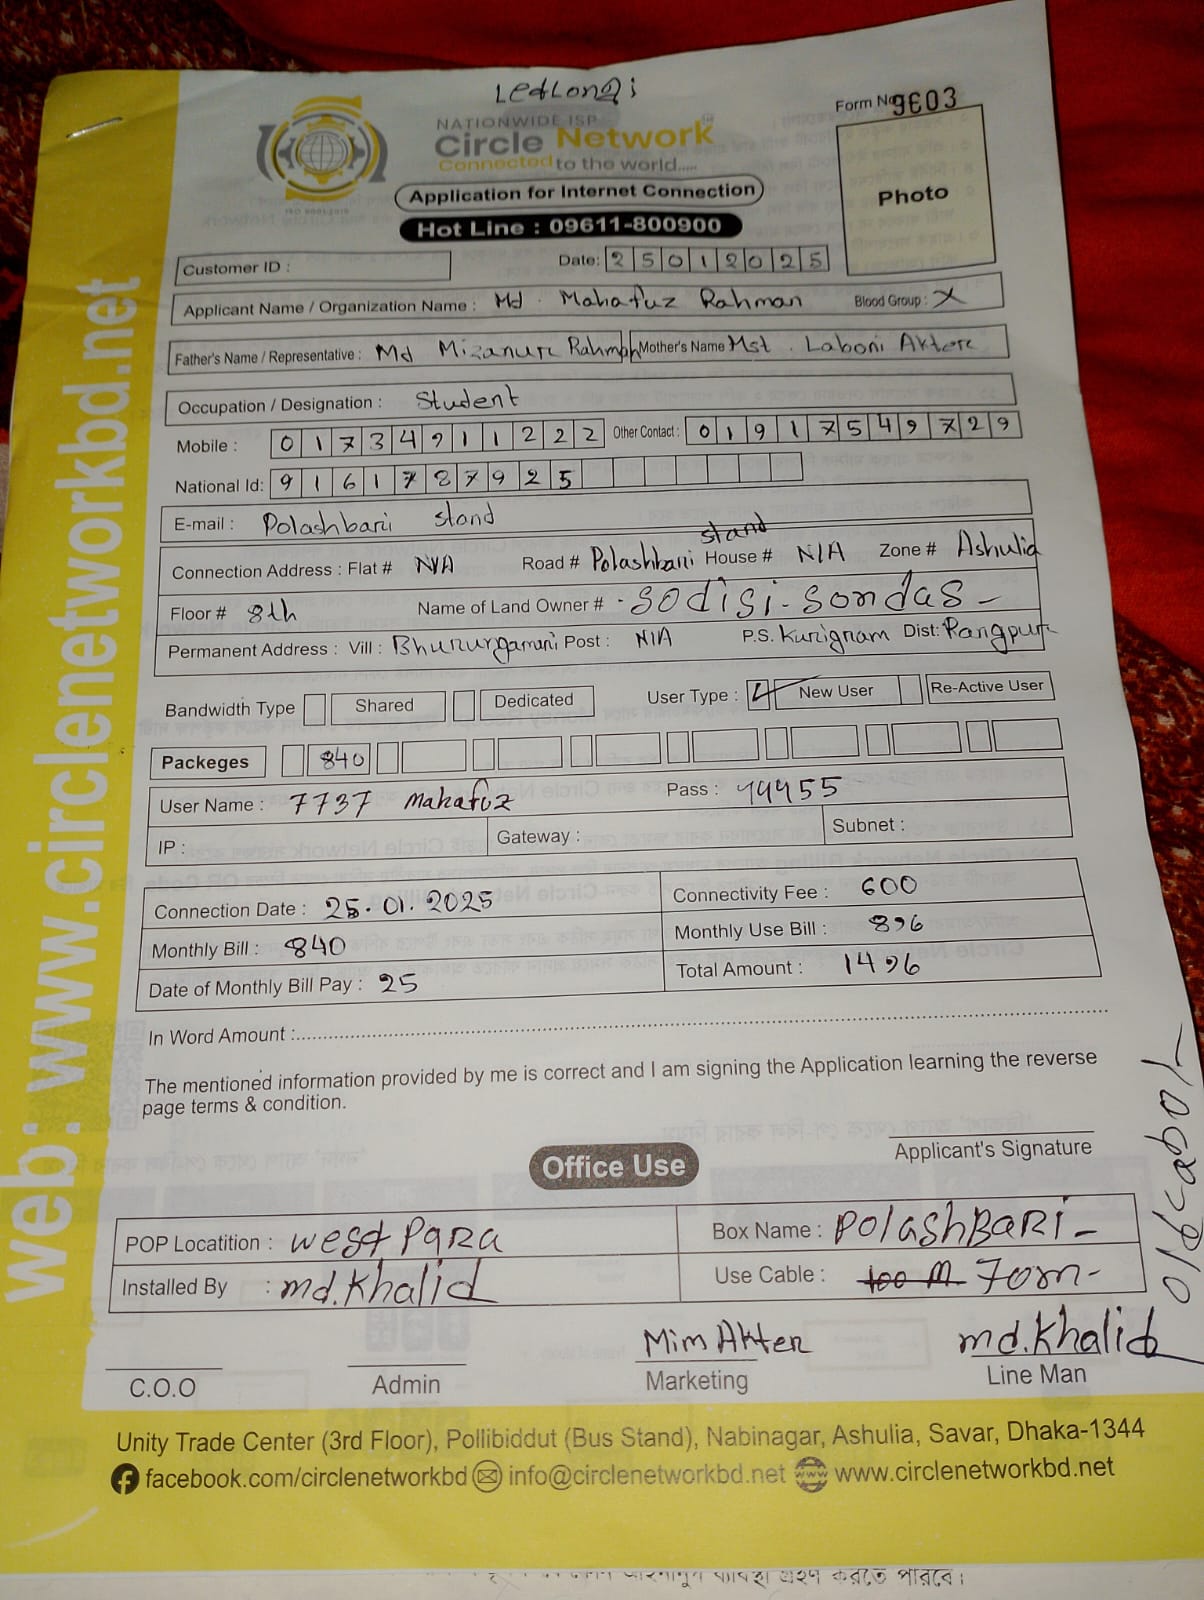 Ledlongi
NATIONWIDE ISP
Circle Network
Connected to the world.....
ISO 9001:2015
Application for Internet Connection
Hot Line : 09611-800900
Form No 9603
Photo
web: www.circlenetworkbd.net
Customer ID :
Date: 25012025
Applicant Name / Organization Name : Md. Mahafuz Rahman Blood Group : X
Father's Name / Representative : Md Mizanur Rahman Mother's Name Mst. Laboni Akter
Occupation / Designation : Student
Mobile : 01734911222 Other Contact : 01917549729
National Id: 9161787925
E-mail : Polashbari stand
Connection Address : Flat # N/A Road # Polashbari stand House # N/A Zone # Ashulia
Floor # 8th Name of Land Owner # - sodisi-sondas -
Permanent Address : Vill : Bhururgamari Post : N/A P.S. Kurigram Dist: Rangpur
Bandwidth Type Shared Dedicated User Type : New User Re-Active User
Packeges 840
User Name : 7737 Mahafuz Pass : 44455
IP : Gateway : Subnet :
Connection Date : 25.01.2025 Connectivity Fee : 600
Monthly Bill : 840 Monthly Use Bill : 896
Date of Monthly Bill Pay : 25 Total Amount : 1496
In Word Amount :
The mentioned information provided by me is correct and I am signing the Application learning the reverse
page terms & condition.
Applicant's Signature
Office Use
POP Locatition : West Para Box Name : POlashBARi -
Installed By : md.Khalid Use Cable : 100 M 70m-
Mim Akter md.Khalid
C.O.O Admin Marketing Line Man
Unity Trade Center (3rd Floor), Pollibiddut (Bus Stand), Nabinagar, Ashulia, Savar, Dhaka-1344
facebook.com/circlenetworkbd info@circlenetworkbd.net www.circlenetworkbd.net
করতে পারবে।